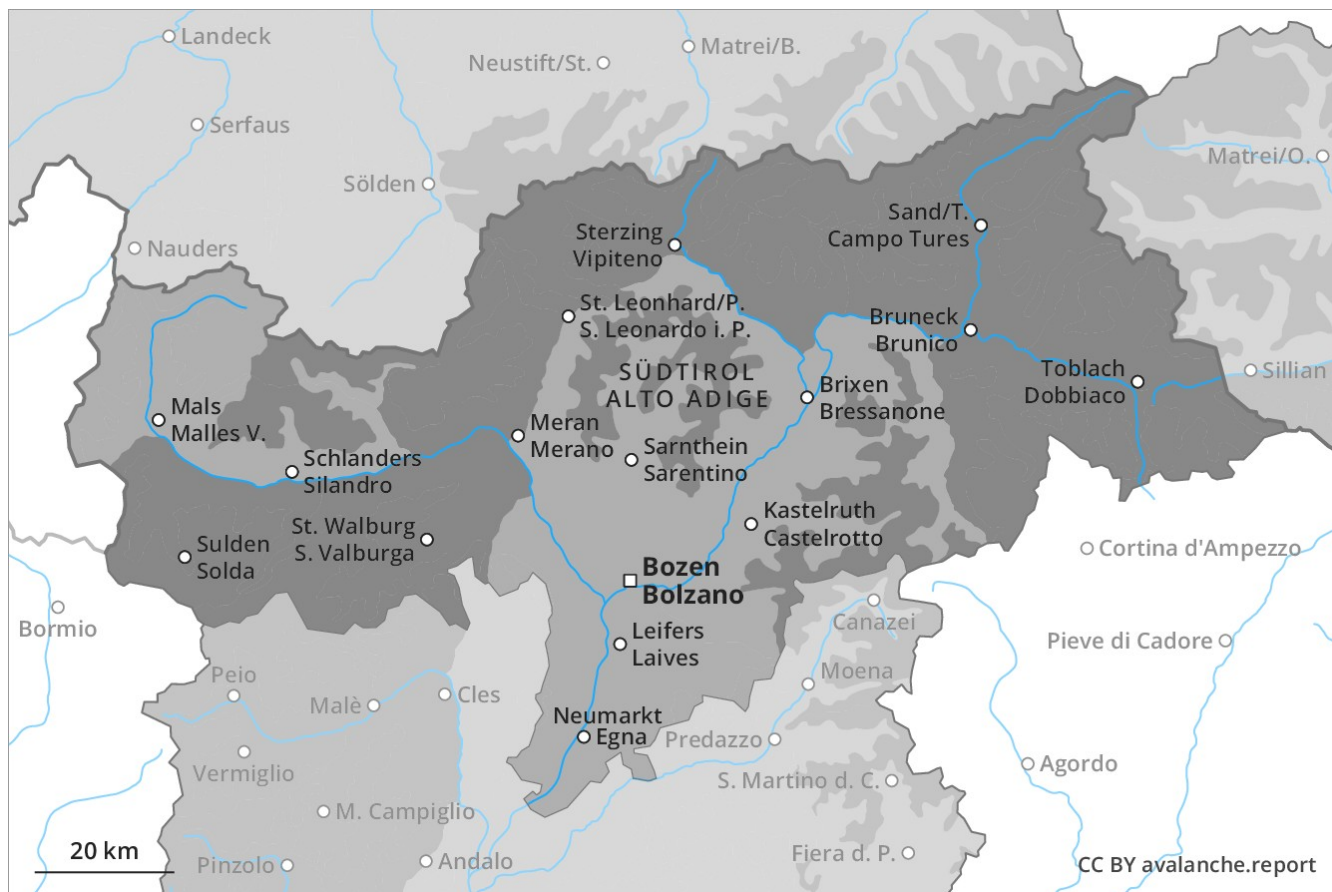 Landeck
Neustift/St.
Matrei/B.
Serfaus
Matrei/O.
Sölden
Nauders
Sterzing
Vipiteno
Sand/T.
Campo Tures
St. Leonhard/P.
S. Leonardo i. P.
Bruneck
Brunico
SÜDTIROL
ALTO ADIGE
Toblach
Dobbiaco
Sillian
Brixen
Bressanone
Mals
Malles V.
Meran
Merano
Sarnthein
Sarentino
Schlanders
Silandro
St. Walburg
S. Valburga
Kastelruth
Castelrotto
Sulden
Solda
Cortina d'Ampezzo
Bozen
Bolzano
Bormio
Canazei
Leifers
Laives
Pieve di Cadore
Peio
Moena
Malè
Cles
Neumarkt
Egna
Predazzo
Vermiglio
Agordo
S. Martino d. C.
M. Campiglio
20 km
Pinzolo
Andalo
Fiera d. P.
CC BY avalanche.report